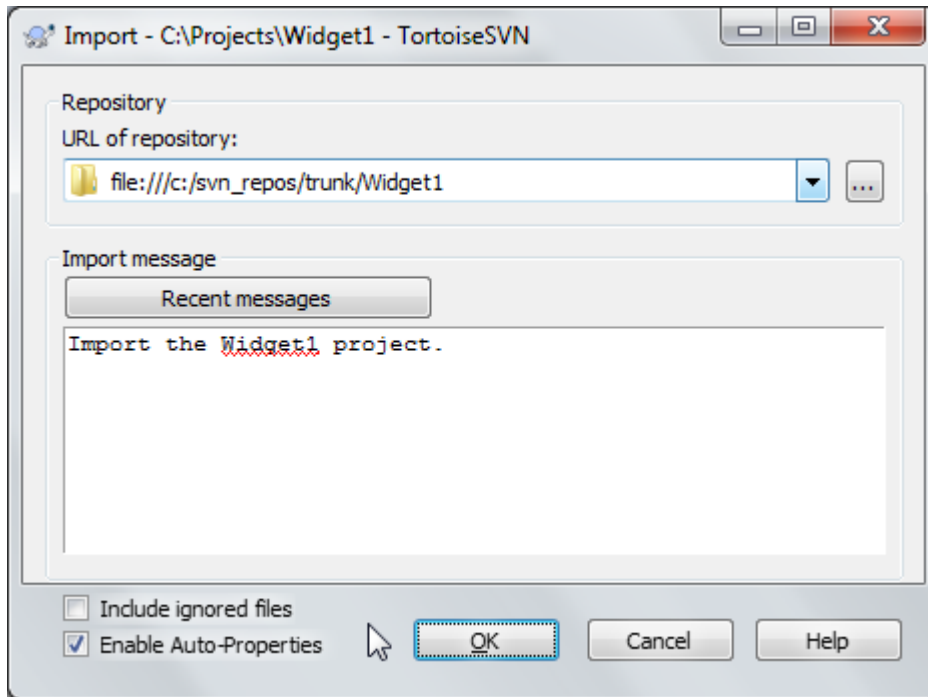 Import - C:\Projects\Widget1 - TortoiseSVN
Repository
URL of repository:
file:///c:/svn_repos/trunk/Widget1
...
Import message
Recent messages
Import the Widget1 project.
Include ignored files
Enable Auto-Properties
OK
Cancel
Help